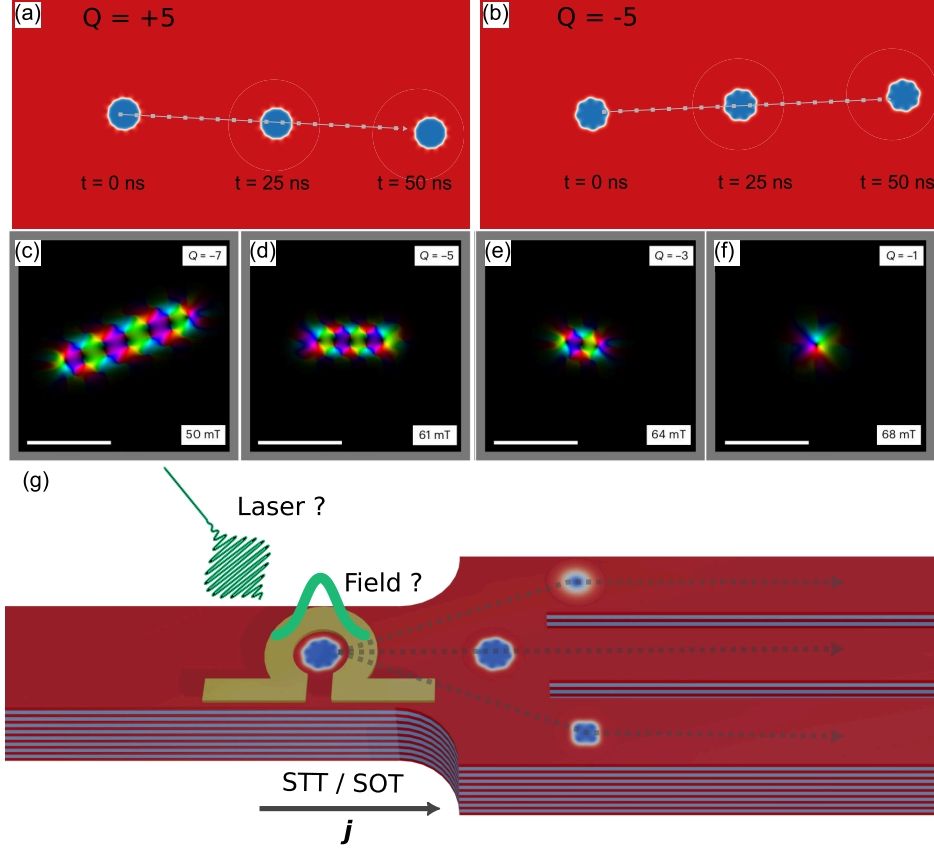 (a)
Q = +5
t = 0 ns
t = 25 ns
t = 50 ns
(b)
Q = -5
t = 0 ns
t = 25 ns
t = 50 ns
(c)
Q = –7
50 mT
(d)
Q = –5
61 mT
(e)
Q = –3
64 mT
(f)
Q = –1
68 mT
(g)
Laser ?
Field ?
STT / SOT
j